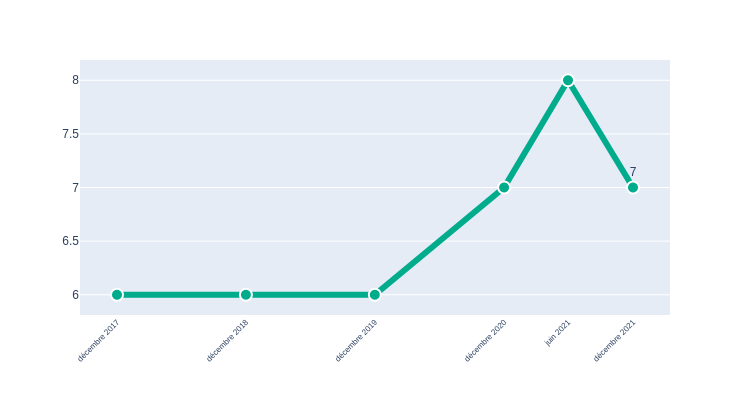 8
7.5
7
6.5
6
7
décembre 2017
décembre 2018
décembre 2019
décembre 2020
juin 2021
décembre 2021